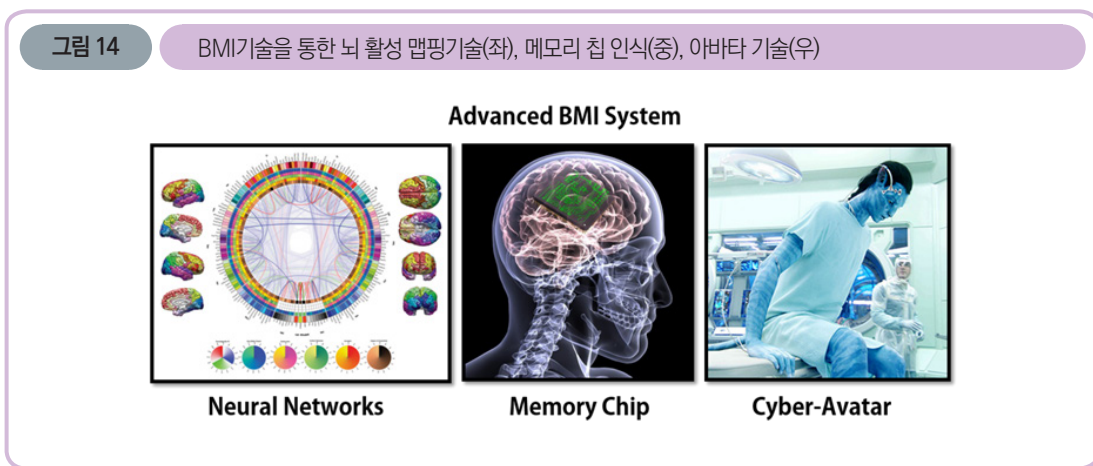 그림 14
BMI기술을 통한 뇌 활성 맵핑기술(좌), 메모리 칩 인식(중), 아바타 기술(우)
Advanced BMI System
Neural Networks
Memory Chip
Cyber-Avatar